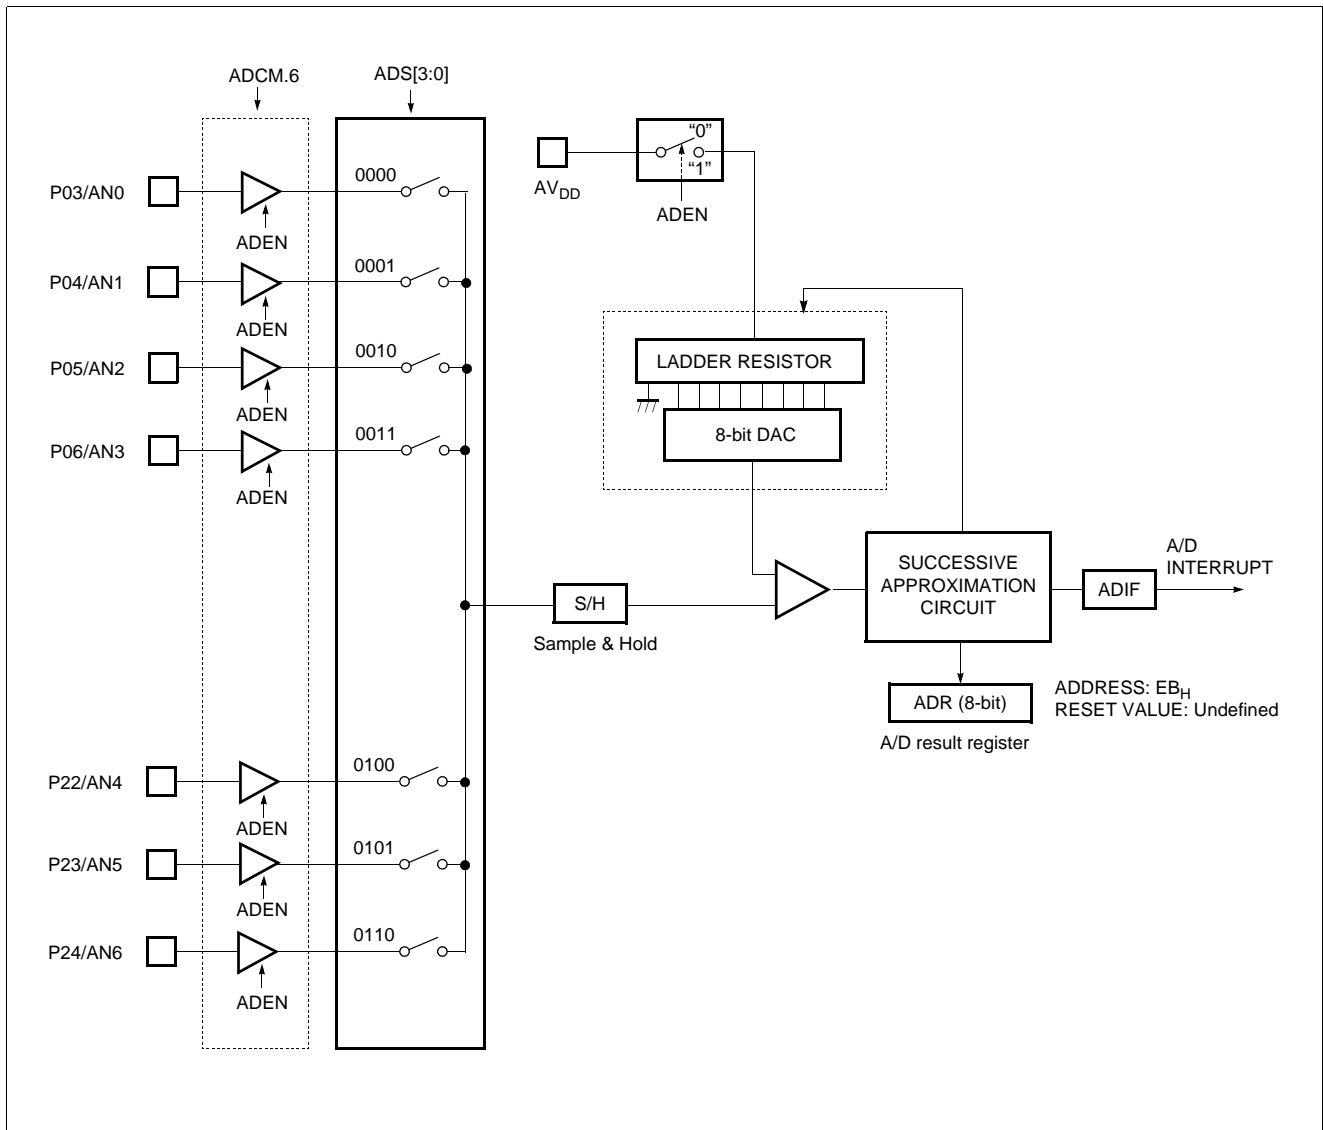 ADCM.6
ADS[3:0]
P03/AN0
ADEN
0000
P04/AN1
ADEN
0001
P05/AN2
ADEN
0010
P06/AN3
ADEN
0011
P22/AN4
ADEN
0100
P23/AN5
ADEN
0101
P24/AN6
ADEN
0110
AVDD
“0”
“1”
ADEN
LADDER RESISTOR
8-bit DAC
S/H
Sample & Hold
SUCCESSIVE
APPROXIMATION
CIRCUIT
ADIF
A/D
INTERRUPT
ADR (8-bit)
A/D result register
ADDRESS: EBH
RESET VALUE: Undefined